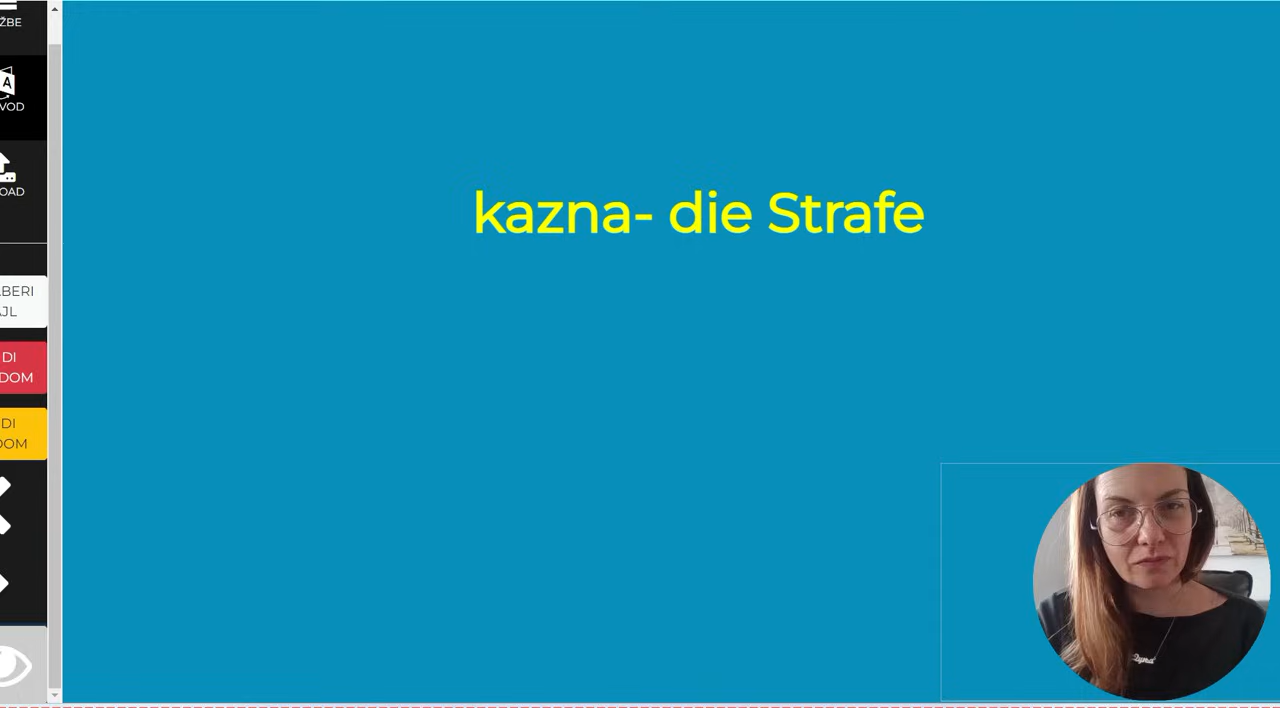 ŽBE
A
VOD
OAD
BERI
JL
DI
DOM
DI
DOM
kazna- die Strafe